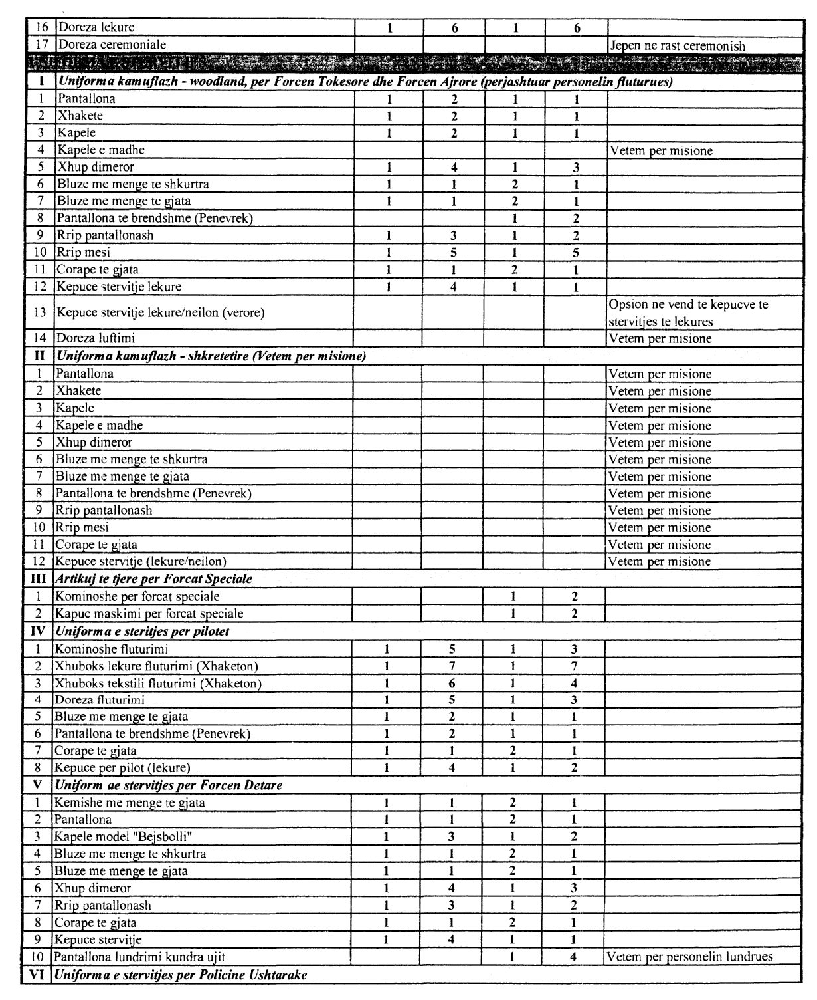 16 Doreza lekure 1 6 1 6
17 Doreza ceremoniale Jepen ne rast ceremonish
UNIFORMA E STERVITJES
I Uniforma kamuflazh - woodland, per Forcen Tokesore dhe Forcen Ajrore (perjashtuar personelin fluturues)
1 Pantallona 1 2 1 1
2 Xhakete 1 2 1 1
3 Kapele 1 2 1 1
4 Kapele e madhe Vetem per misione
5 Xhup dimeror 1 4 1 3
6 Bluze me menge te shkurtra 1 1 2 1
7 Bluze me menge te gjata 1 1 2 1
8 Pantallona te brendshme (Penevrek) 1 2
9 Rrip pantallonash 1 3 1 2
10 Rrip mesi 1 5 1 5
11 Corape te gjata 1 1 2 1
12 Kepuce stervitje lekure 1 4 1 1
13 Kepuce stervitje lekure/neilon (verore) Opsion ne vend te kepucve te
stervitjes te lekures
14 Doreza luftimi Vetem per misione
II Uniforma kamuflazh - shkretetire (Vetem per misione)
1 Pantallona Vetem per misione
2 Xhakete Vetem per misione
3 Kapele Vetem per misione
4 Kapele e madhe Vetem per misione
5 Xhup dimeror Vetem per misione
6 Bluze me menge te shkurtra Vetem per misione
7 Bluze me menge te gjata Vetem per misione
8 Pantallona te brendshme (Penevrek) Vetem per misione
9 Rrip pantallonash Vetem per misione
10 Rrip mesi Vetem per misione
11 Corape te gjata Vetem per misione
12 Kepuce stervitje (lekure/neilon) Vetem per misione
III Artikuj te tjere per Forcat Speciale
1 Kominoshe per forcat speciale 1 2
2 Kapuc maskimi per forcat speciale 1 2
IV Uniforma e steritjes per pilotet
1 Kominoshe fluturimi 1 5 1 3
2 Xhuboks lekure fluturimi (Xhaketon) 1 7 1 7
3 Xhuboks tekstili fluturimi (Xhaketon) 1 6 1 4
4 Doreza fluturimi 1 5 1 3
5 Bluze me menge te gjata 1 2 1 1
6 Pantallona te brendshme (Penevrek) 1 2 1 1
7 Corape te gjata 1 1 2 1
8 Kepuce per pilot (lekure) 1 4 1 2
V Uniform ae stervitjes per Forcen Detare
1 Kemishe me menge te gjata 1 1 2 1
2 Pantallona 1 1 2 1
3 Kapele model "Bejsbolli" 1 3 1 2
4 Bluze me menge te shkurtra 1 1 2 1
5 Bluze me menge te gjata 1 1 2 1
6 Xhup dimeror 1 4 1 3
7 Rrip pantallonash 1 3 1 2
8 Corape te gjata 1 1 2 1
9 Kepuce stervitje 1 4 1 1
10 Pantallona lundrimi kundra ujit 1 4 Vetem per personelin lundrues
VI Uniforma e stervitjes per Policine Ushtarake